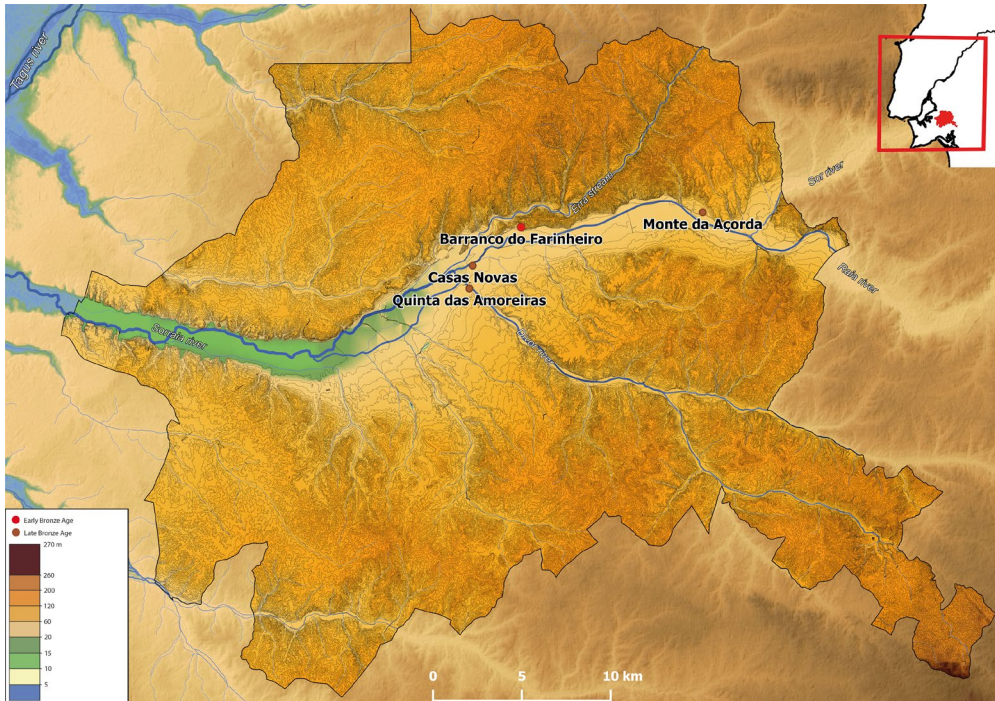 Tagus river
Sor river
Erra stream
Monte da Açorda
Barranco do Farinheiro
Raia river
Casas Novas
Quinta das Amoreiras
Sorraia river
Early Bronze Age
Late Bronze Age
270 m
260
200
120
60
20
15
10
5
0 5 10 km